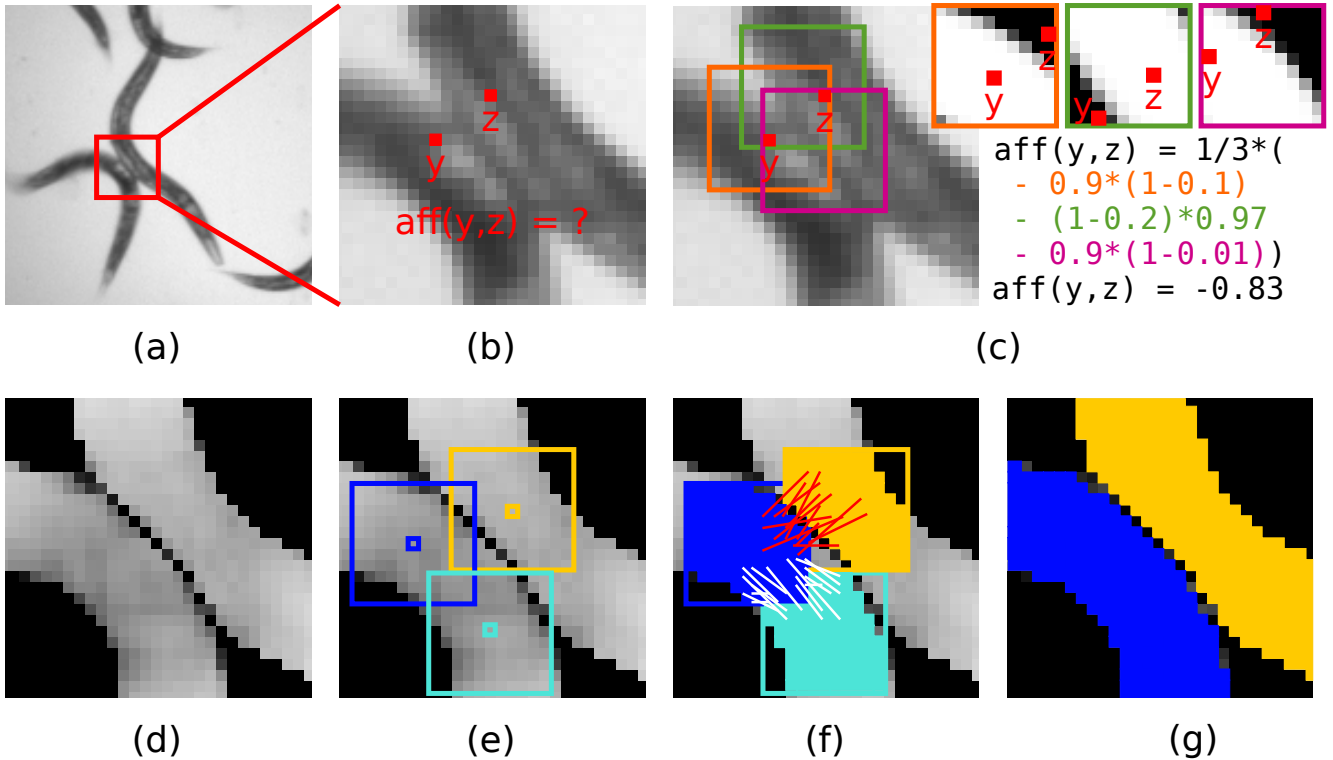 y
z
aff(y,z) = ?
y
z
y
z
y
z
y
z
aff(y,z) = 1/3*(
- 0.9*(1-0.1)
- (1-0.2)*0.97
- 0.9*(1-0.01))
aff(y,z) = -0.83
(a)
(b)
(c)
(d)
(e)
(f)
(g)